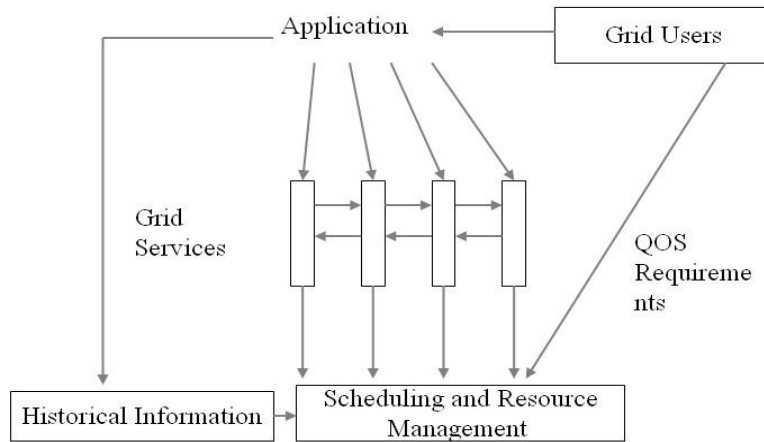 Application
Grid Users
Grid
Services
QOS
Requireme
nts
Historical Information
Scheduling and Resource
Management